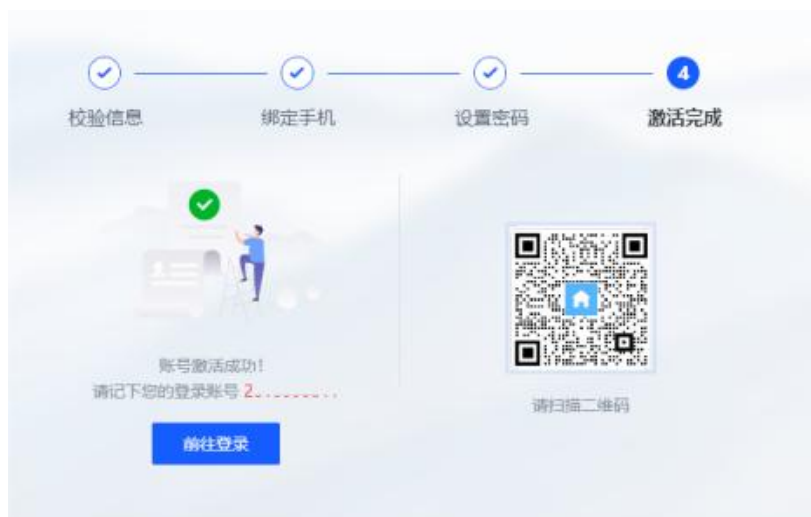 4
校验信息
绑定手机
设置密码
激活完成
账号激活成功!
请记下您的登录账号 2
前往登录
请扫描二维码